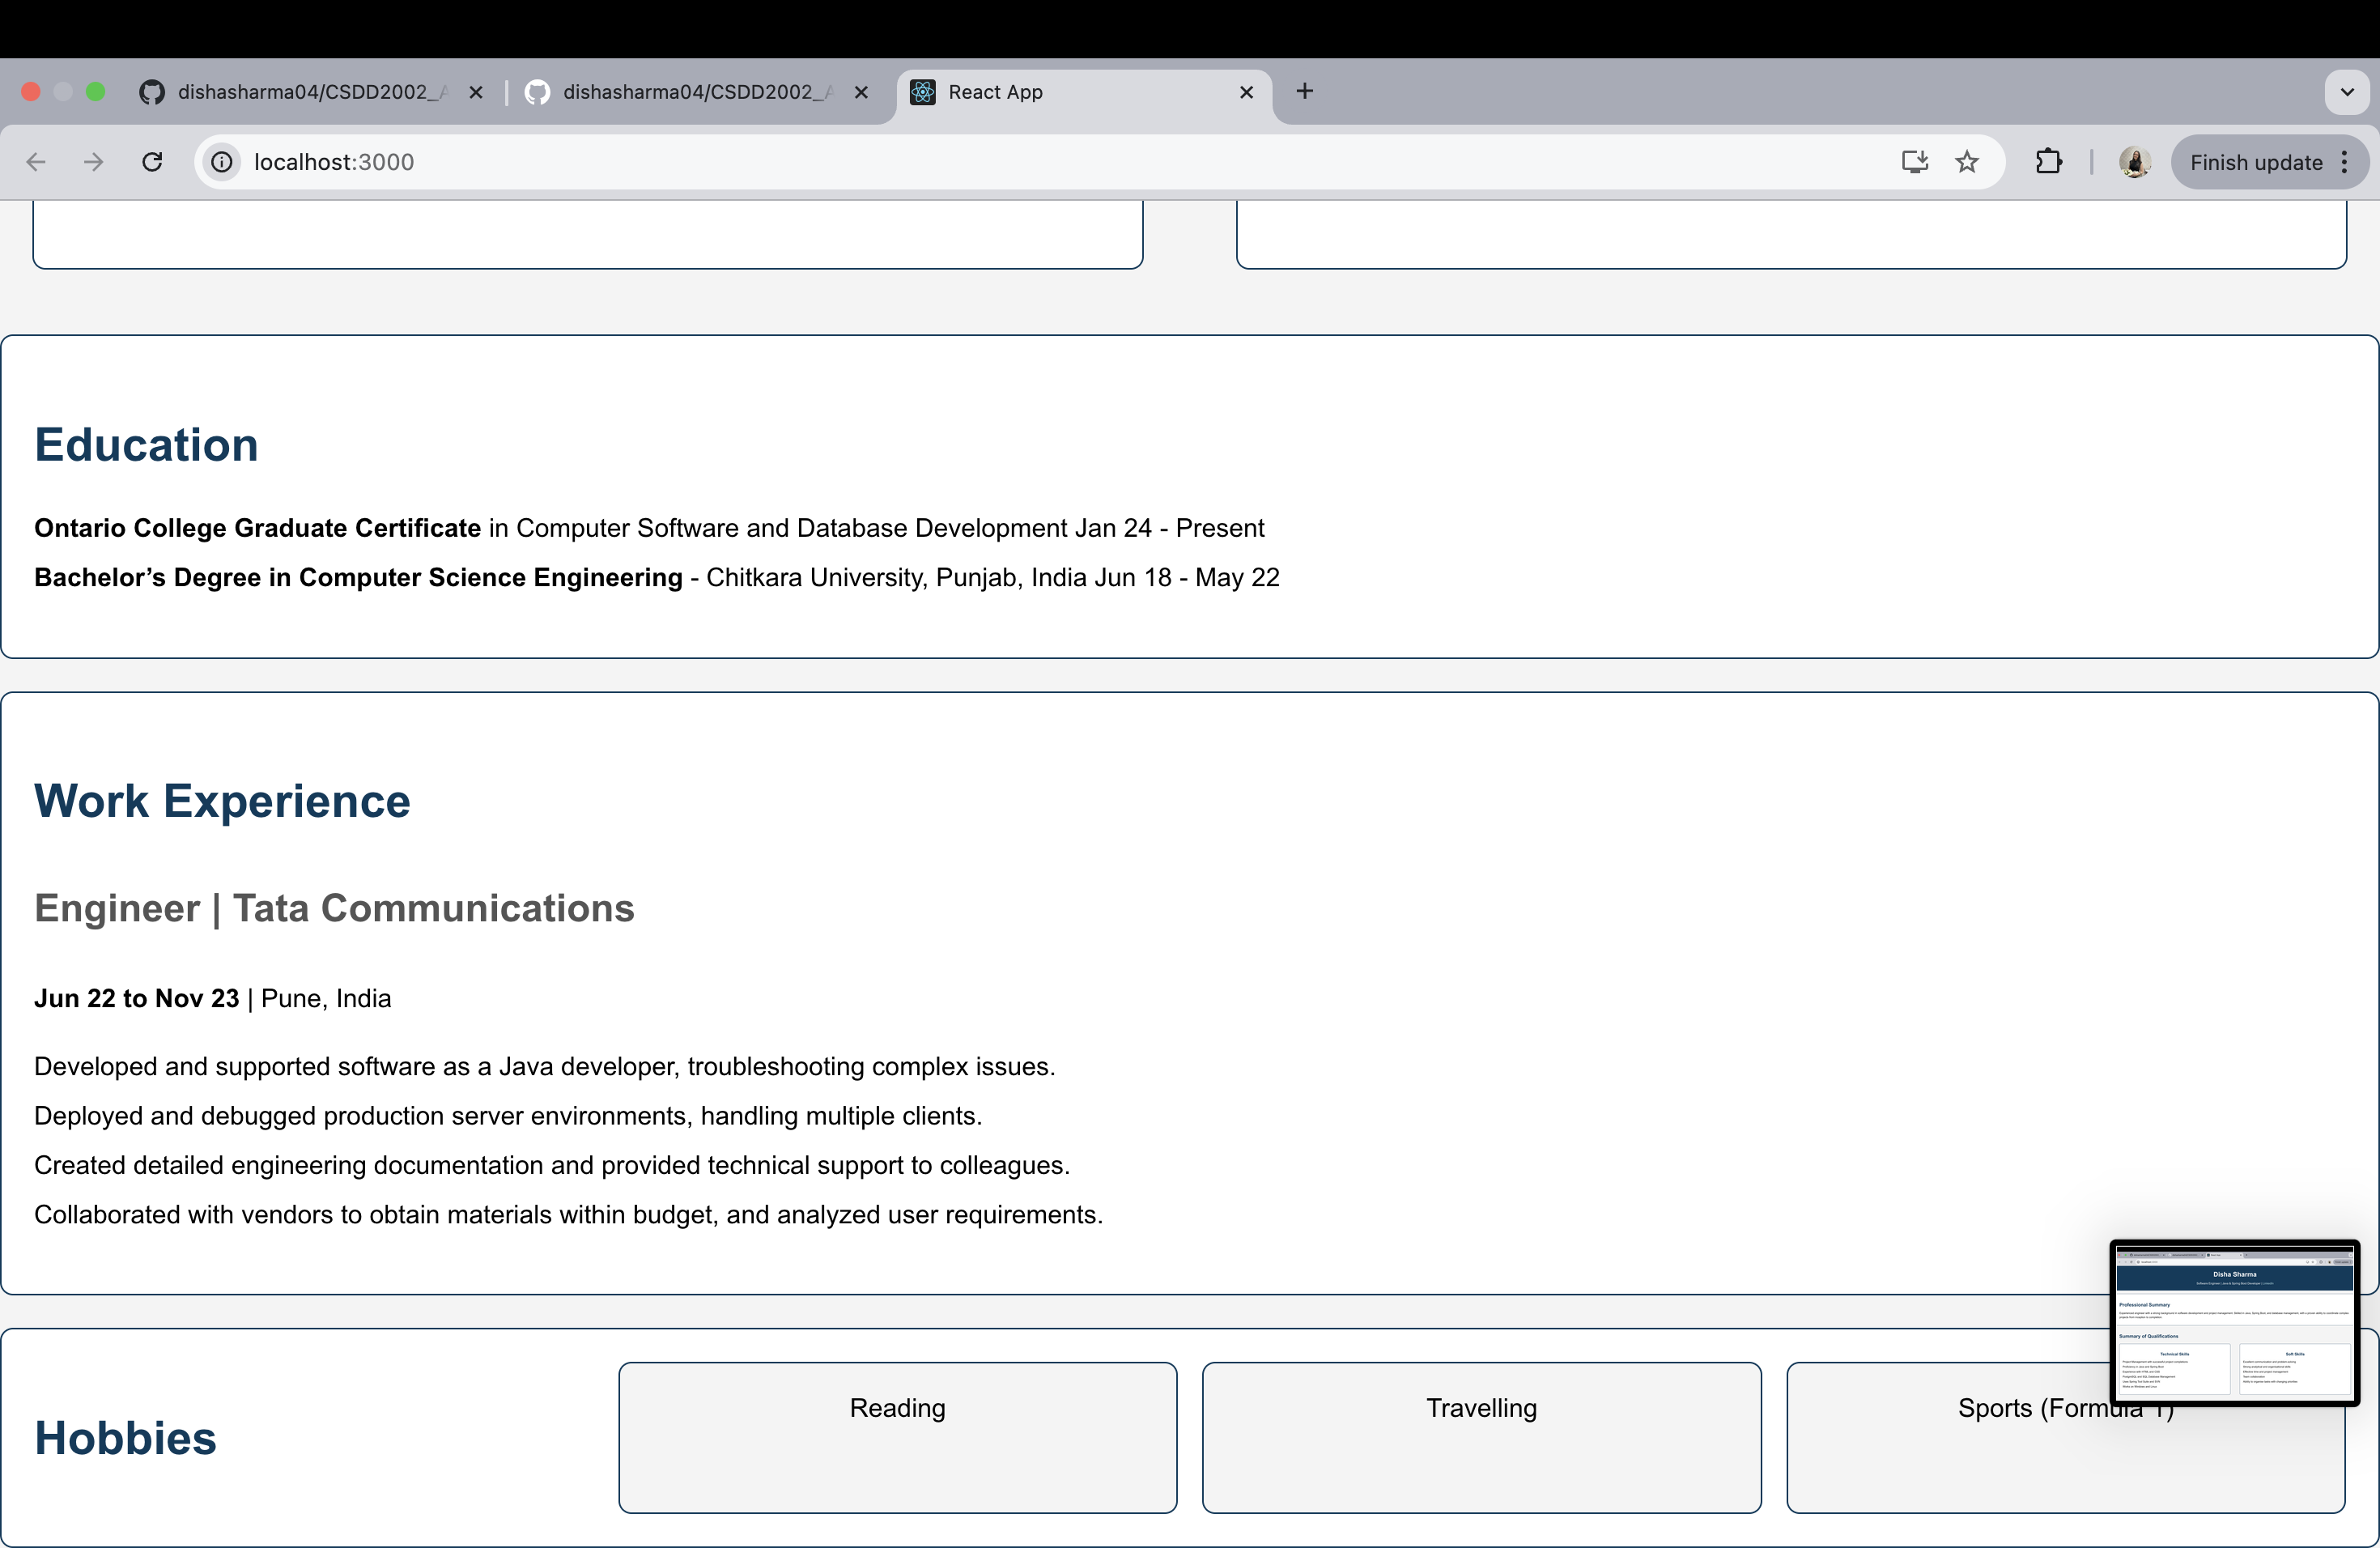 dishasharma04/CSDD2002_A
dishasharma04/CSDD2002_A
React App
localhost:3000
Finish update
Education
Ontario College Graduate Certificate in Computer Software and Database Development Jan 24 - Present
Bachelor’s Degree in Computer Science Engineering - Chitkara University, Punjab, India Jun 18 - May 22
Work Experience
Engineer | Tata Communications
Jun 22 to Nov 23 | Pune, India
Developed and supported software as a Java developer, troubleshooting complex issues.
Deployed and debugged production server environments, handling multiple clients.
Created detailed engineering documentation and provided technical support to colleagues.
Collaborated with vendors to obtain materials within budget, and analyzed user requirements.
Disha Sharma
Professional Summary
Summary of Qualifications
Technical Skills
Soft Skills
Hobbies
Reading
Travelling
Sports (Formula 1)